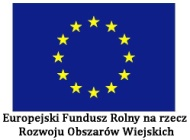 Europejski Fundusz Rolny na rzecz
Rozwoju Obszarów Wiejskich